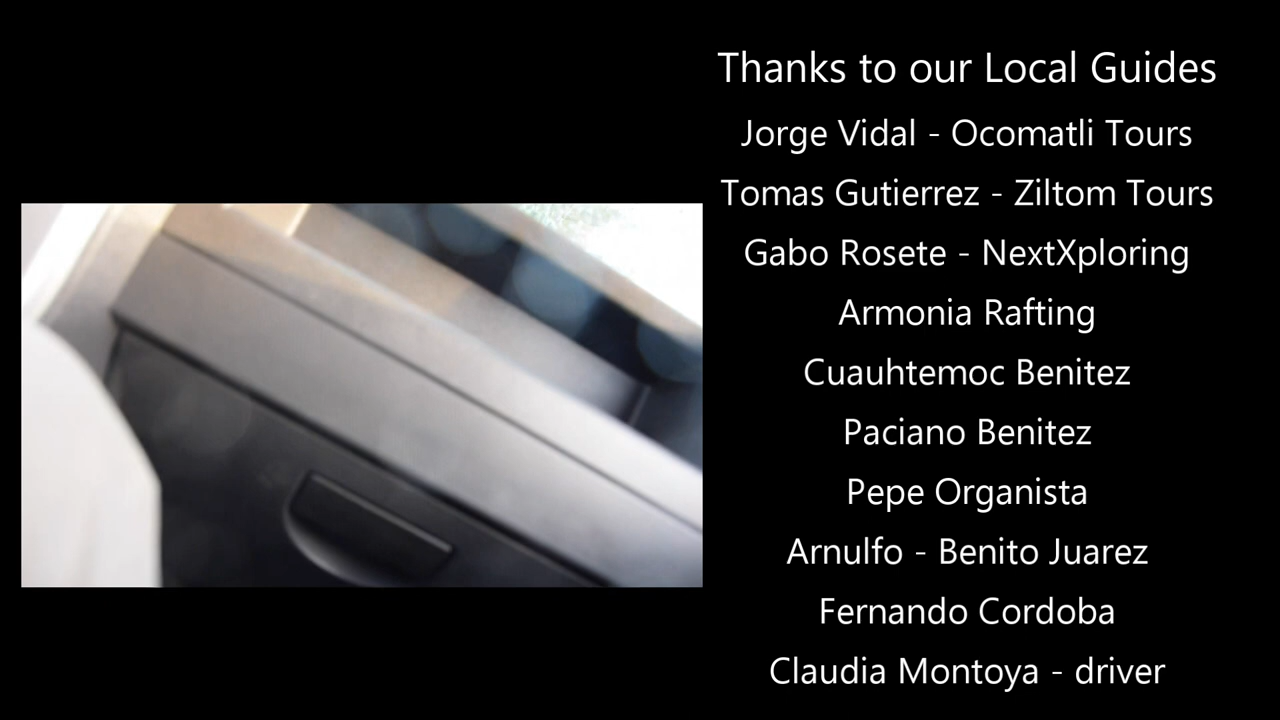 Thanks to our Local Guides
Jorge Vidal - Ocomatli Tours
Tomas Gutierrez - Ziltom Tours
Gabo Rosete - NextXploring
Armonia Rafting
Cuauhtemoc Benitez
Paciano Benitez
Pepe Organista
Arnulfo - Benito Juarez
Fernando Cordoba
Claudia Montoya - driver